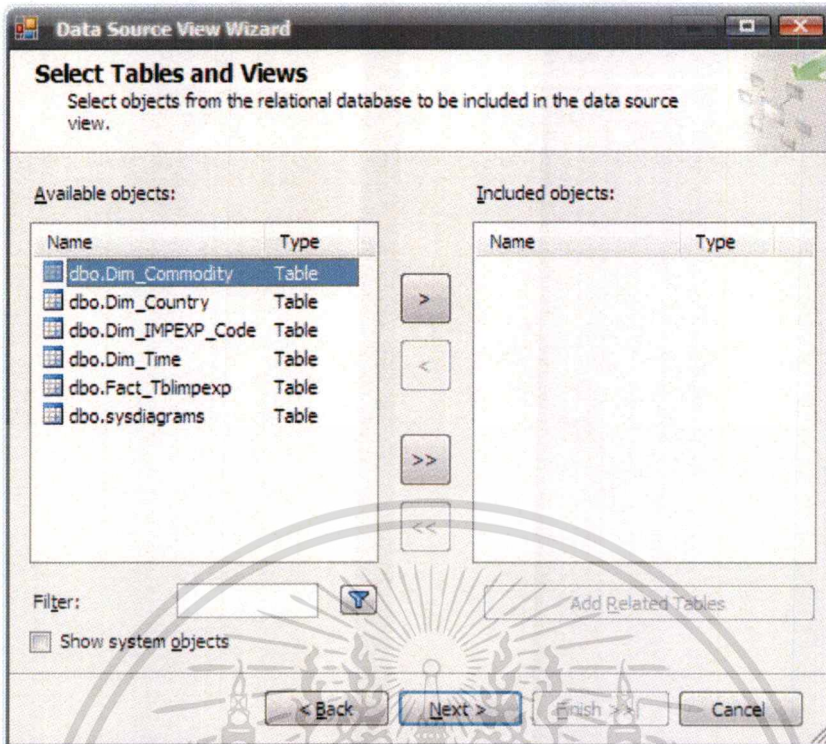 Data Source View Wizard
Select Tables and Views
Select objects from the relational database to be included in the data source
view.
Available objects:
Included objects:
Name Type
Name Type
dbo.Dim_Commodity Table
dbo.Dim_Country Table
dbo.Dim_IMPEXP_Code Table
dbo.Dim_Time Table
dbo.Fact_Tblimpexp Table
dbo.sysdiagrams Table
>
<
>>
<<
Filter:
Add Related Tables
Show system objects
< Back
Next >
Finish >>|
Cancel